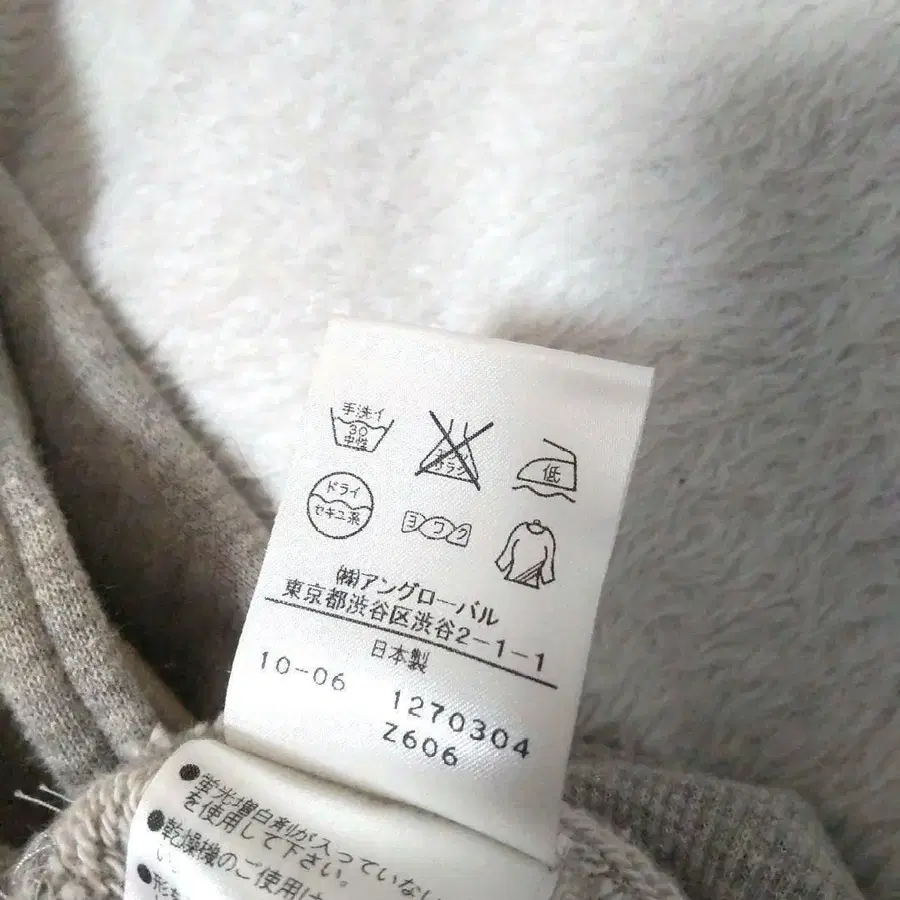 手洗イ
30
中性
ドライ
セキユ系
低
ヨワク
㈱アングローバル
東京都渋谷区渋谷2-1-1
日本製
10-06
1270304
Z606
●蛍光増白剤が入っていない
を使用して下さい。
●乾燥機のご使用は
い。
●形を